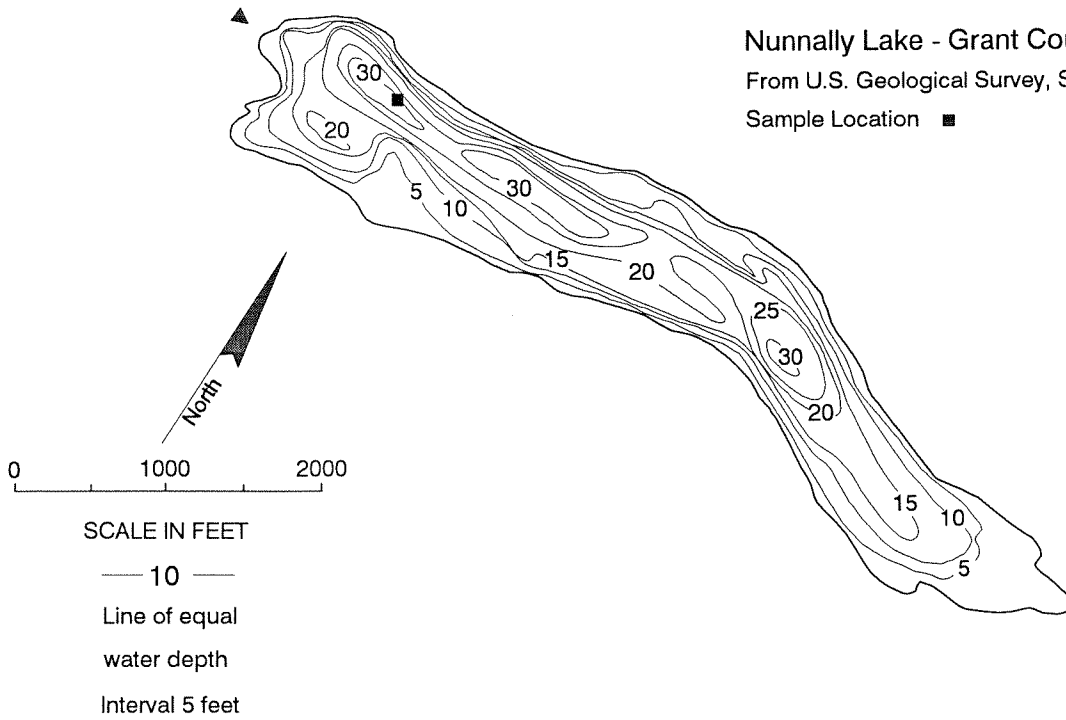 Nunnally Lake - Grant Cou
From U.S. Geological Survey, S
Sample Location
30
20
30
5
10
15
20
25
30
20
15
10
5
North
0 1000 2000
SCALE IN FEET
10
Line of equal
water depth
Interval 5 feet